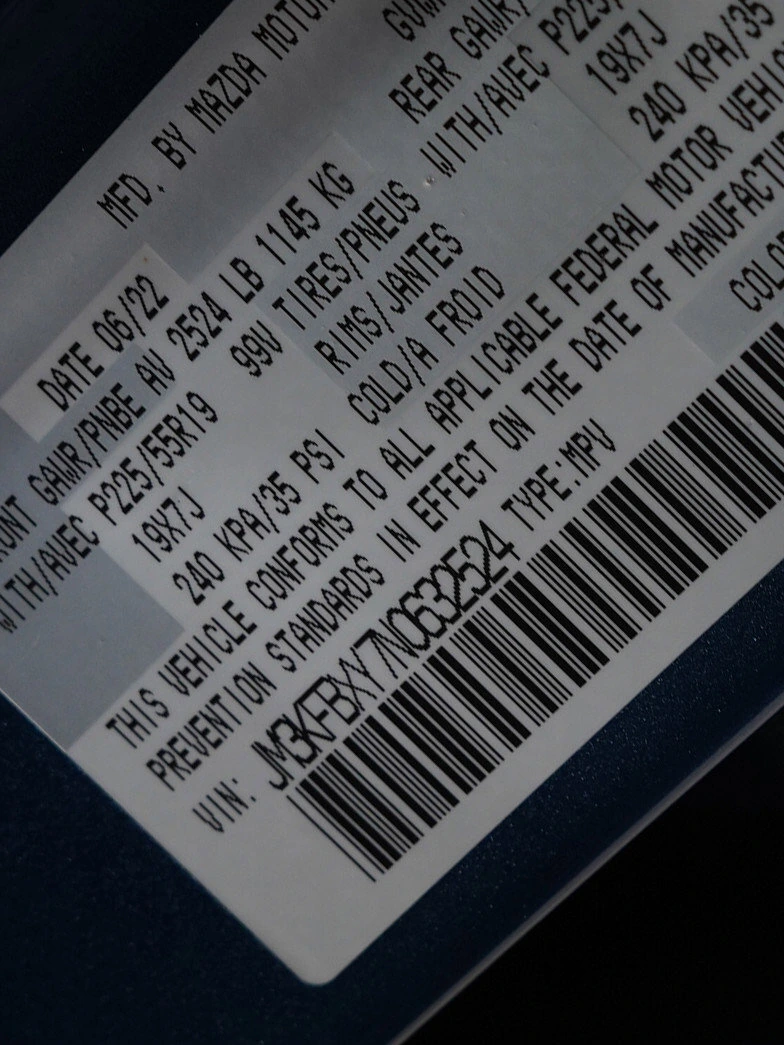 MFD. BY MAZDA MOTOR
DATE 06/22
GAWR/PNBE AV 2524 LB 1145 KG
REAR GAWR/
WITH/AVEC P225/55R19 99V TIRES/PNEUS WITH/AVEC P225/
19X7J RIMS/JANTES 19X7J
240 KPA/35 PSI COLD/A FROID 240 KPA/35
THIS VEHICLE CONFORMS TO ALL APPLICABLE FEDERAL MOTOR
PREVENTION STANDARDS IN EFFECT ON THE DATE OF
VIN: JM3KFBXY7N0632524 TYPE:MPV